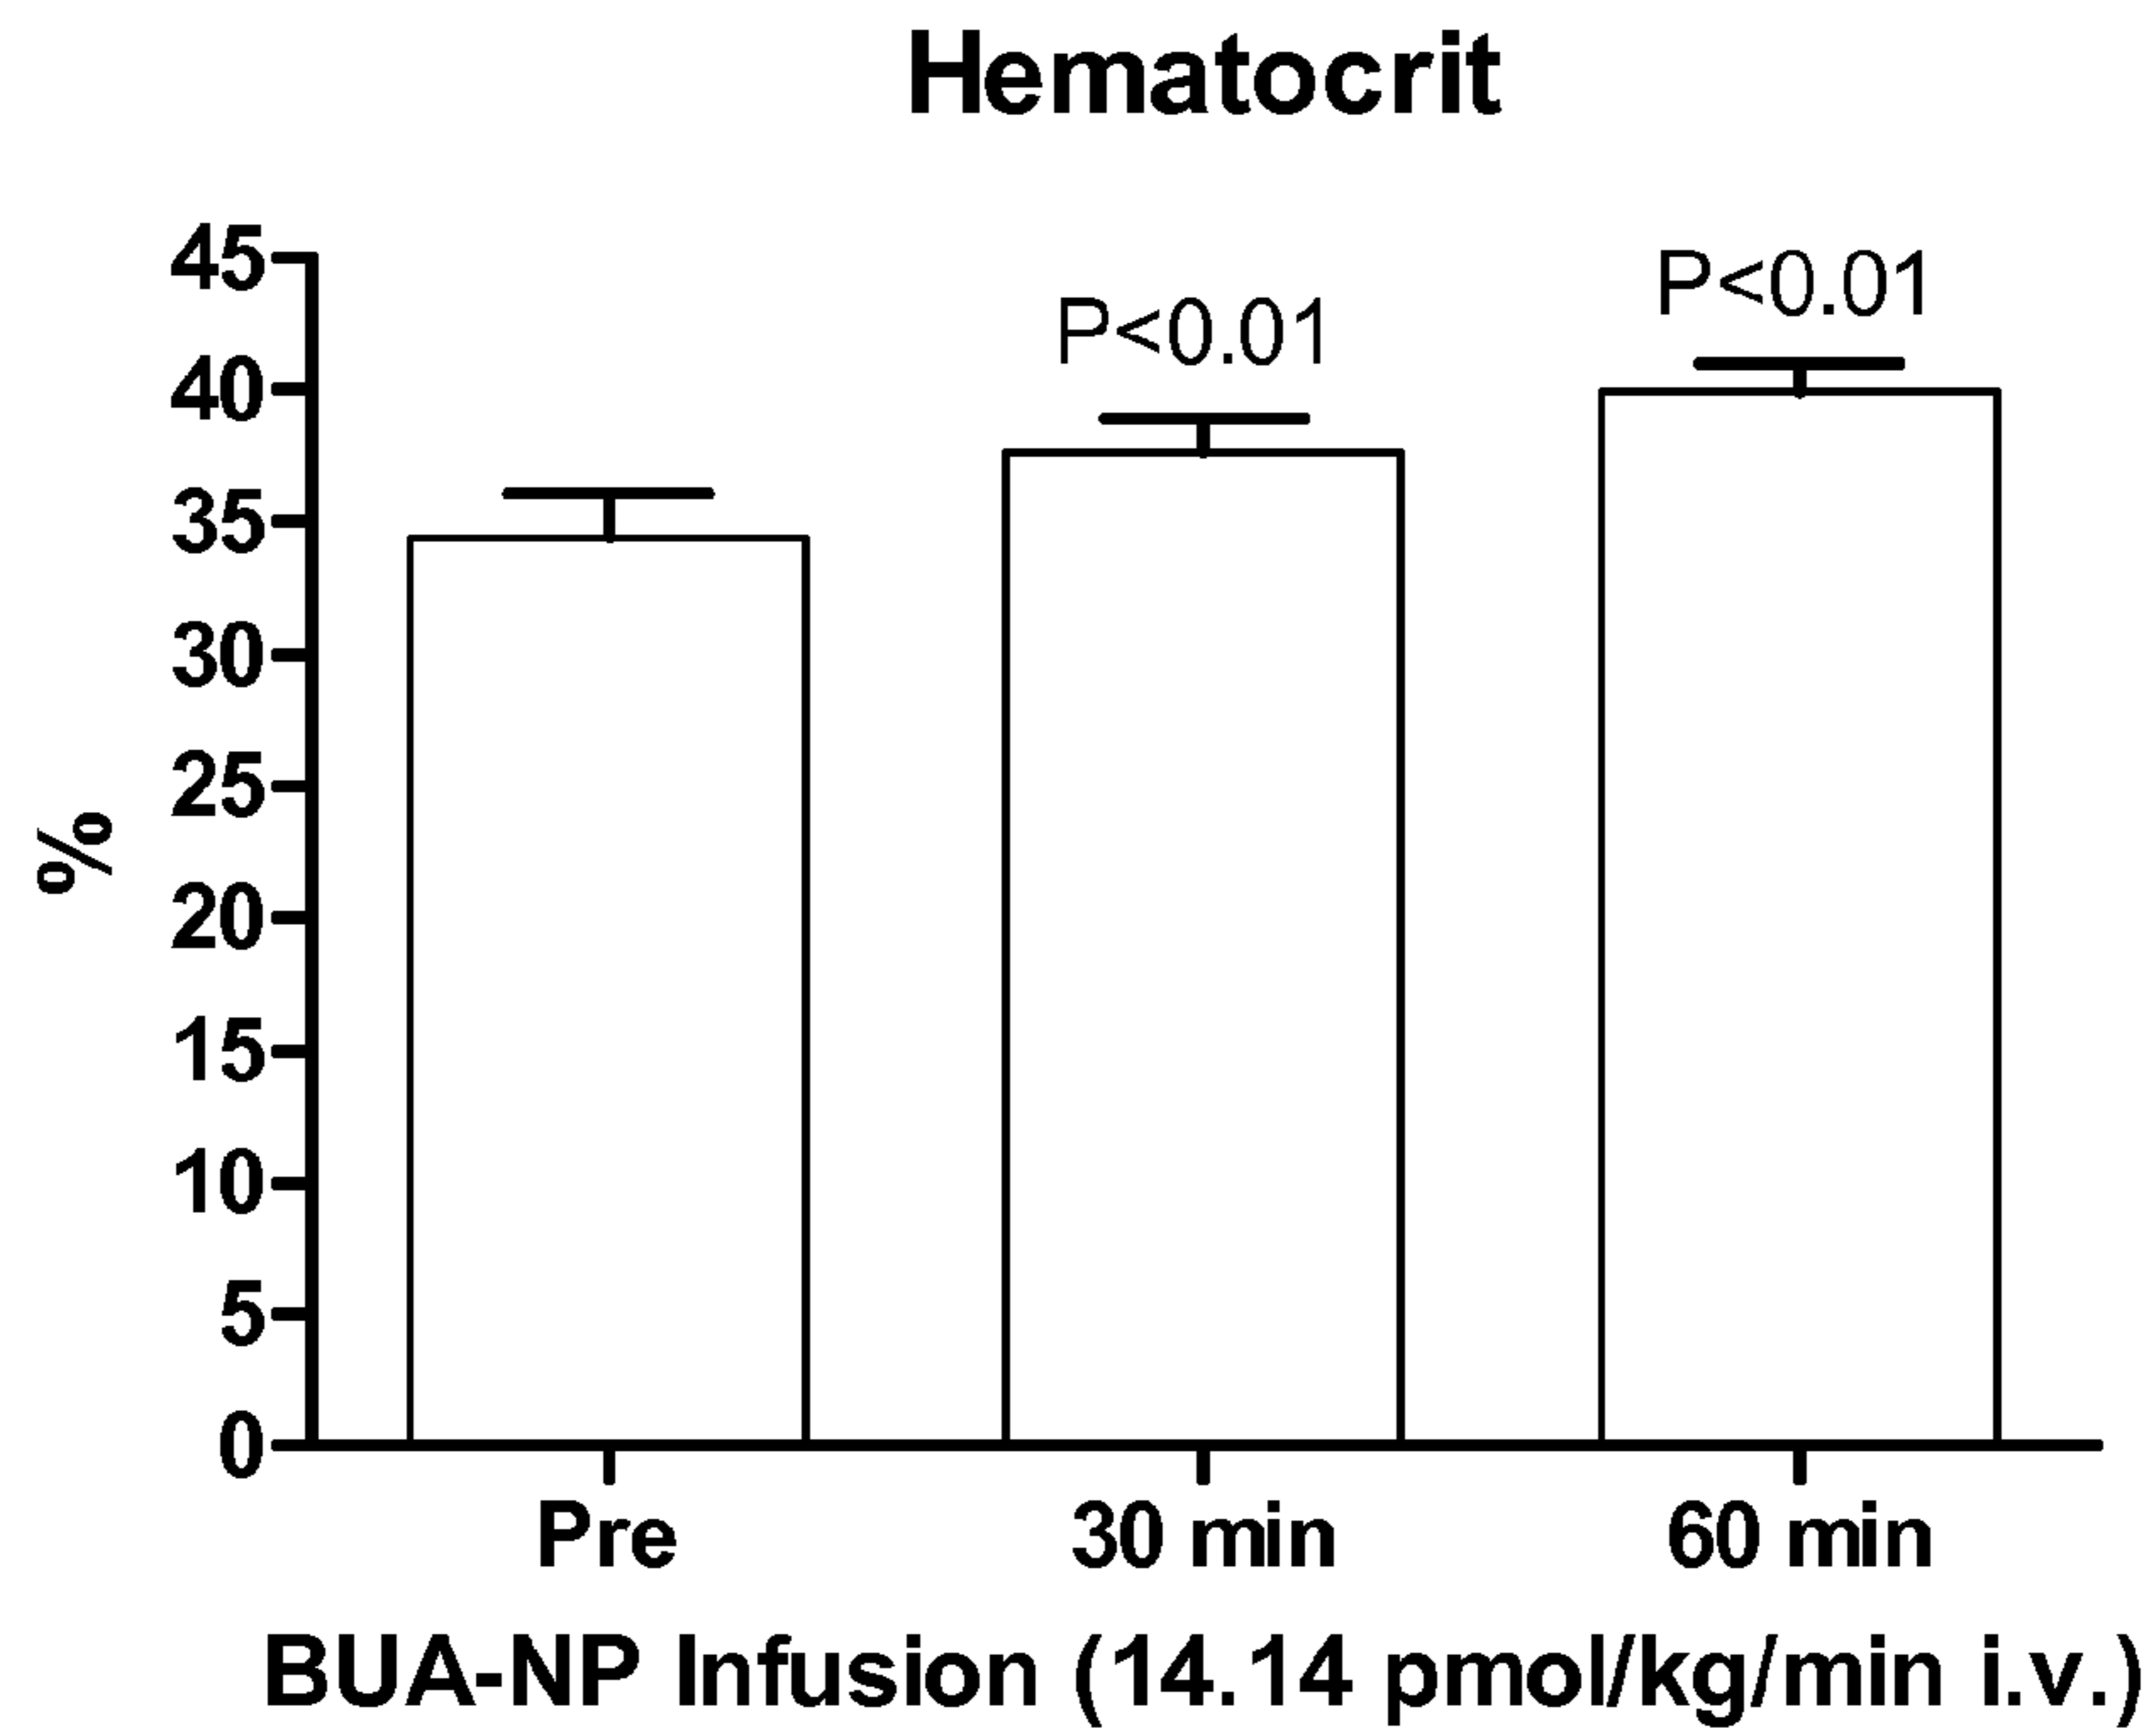 Hematocrit
P<0.01
P<0.01
%
45
40
35
30
25
20
15
10
5
0
Pre 30 min 60 min
BUA-NP Infusion (14.14 pmol/kg/min i.v.)